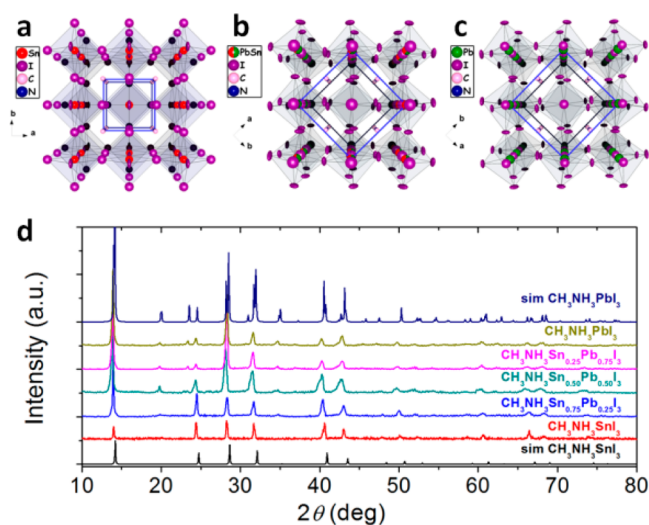 a
Sn
I
C
N
b
a
b
PbSn
I
C
N
a
b
c
Pb
I
C
N
a
b
d
Intensity (a.u.)
sim CH₃NH₃PbI₃
CH₃NH₃PbI₃
CH₃NH₃Sn₀.₂₅Pb₀.₇₅I₃
CH₃NH₃Sn₀.₅₀Pb₀.₅₀I₃
CH₃NH₃Sn₀.₇₅Pb₀.₂₅I₃
CH₃NH₃SnI₃
sim CH₃NH₃SnI₃
10 20 30 40 50 60 70 80
2θ (deg)